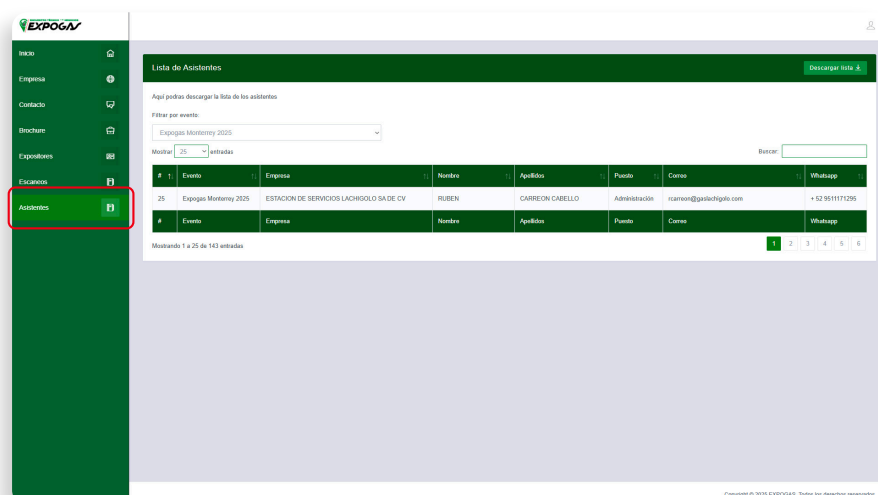 EXPOGAS
Inicio
Empresa
Contacto
Brochure
Expositores
Escaneos
Asistentes
Lista de Asistentes
Descargar lista
Aquí podras descargar la lista de los asistentes
Filtrar por evento:
Expogas Monterrey 2025
Mostrar 25 entradas
Buscar:
# Evento Empresa Nombre Apellidos Puesto Correo Whatsapp
25 Expogas Monterrey 2025 ESTACION DE SERVICIOS LACHIGOLO SA DE CV RUBEN CARREON CABELLO Administración rcarreon@gaslachigolo.com + 52 9511171295
# Evento Empresa Nombre Apellidos Puesto Correo Whatsapp
Mostrando 1 a 25 de 143 entradas
1 2 3 4 5 6
Copyright © 2025 EXPOGAS. Todos los derechos reservados